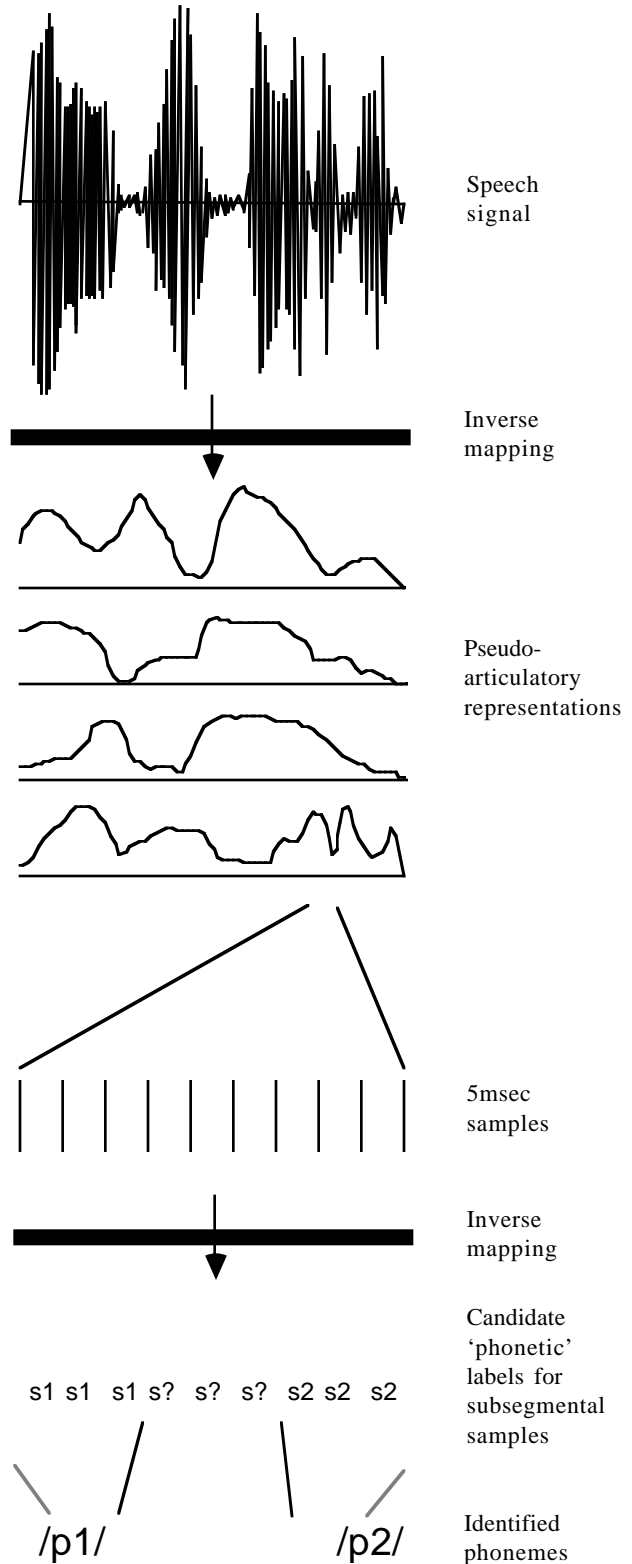 Speech
signal
Inverse
mapping
Pseudo-
articulatory
representations
5msec
samples
Inverse
mapping
Candidate
‘phonetic’
labels for
subsegmental
samples
s1 s1 s1 s? s? s? s2 s2 s2
/p1/ /p2/
Identified
phonemes